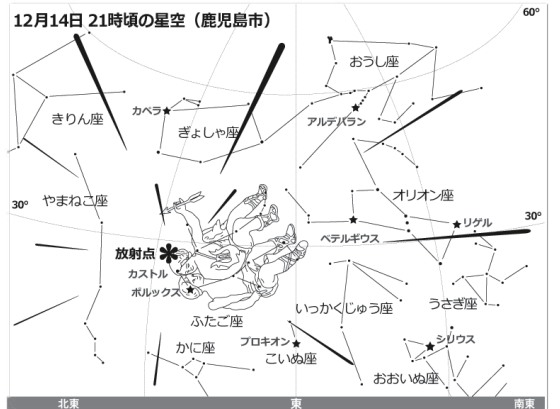 12月14日 21時頃の星空（鹿児島市）
60°
おうし座
カペラ
アルデバラン
きりん座
ぎょしゃ座
やまねこ座
オリオン座
30°
30°
リゲル
ベテルギウス
放射点
カストル
ポルックス
いっかくじゅう座
うさぎ座
ふたご座
かに座
プロキオン
こいぬ座
シリウス
おおいぬ座
北東
東
南東